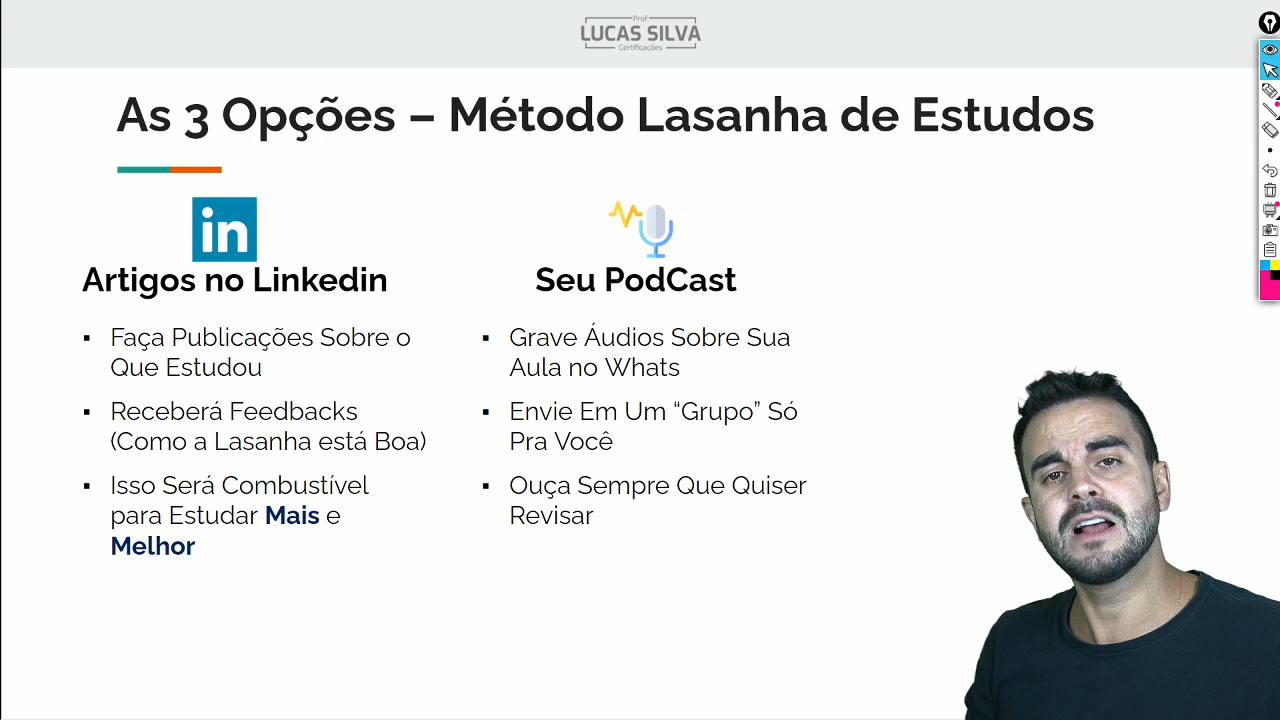 Prof.
LUCAS SILVA
Certificações
As 3 Opções – Método Lasanha de Estudos
in
Artigos no Linkedin
▪ Faça Publicações Sobre o
Que Estudou
▪ Receberá Feedbacks
(Como a Lasanha está Boa)
▪ Isso Será Combustível
para Estudar Mais e
Melhor
Seu PodCast
▪ Grave Áudios Sobre Sua
Aula no Whats
▪ Envie Em Um “Grupo” Só
Pra Você
▪ Ouça Sempre Que Quiser
Revisar